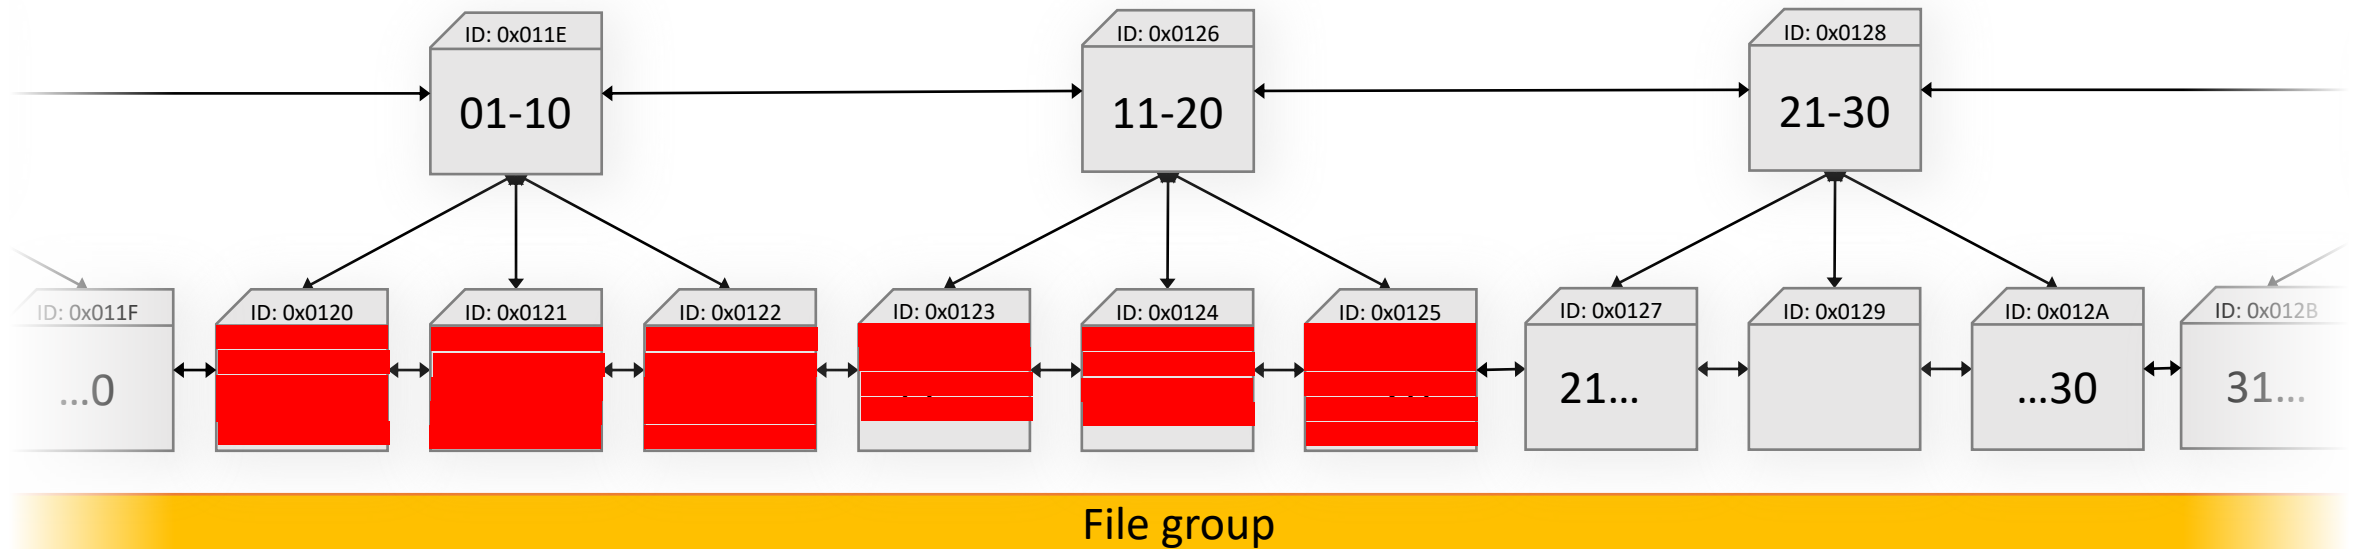 ID: 0x011E
01-10
ID: 0x0126
11-20
ID: 0x0128
21-30
ID: 0x011F
...0
ID: 0x0120
ID: 0x0121
ID: 0x0122
ID: 0x0123
ID: 0x0124
ID: 0x0125
ID: 0x0127
21...
ID: 0x0129
ID: 0x012A
...30
ID: 0x012B
31...
File group